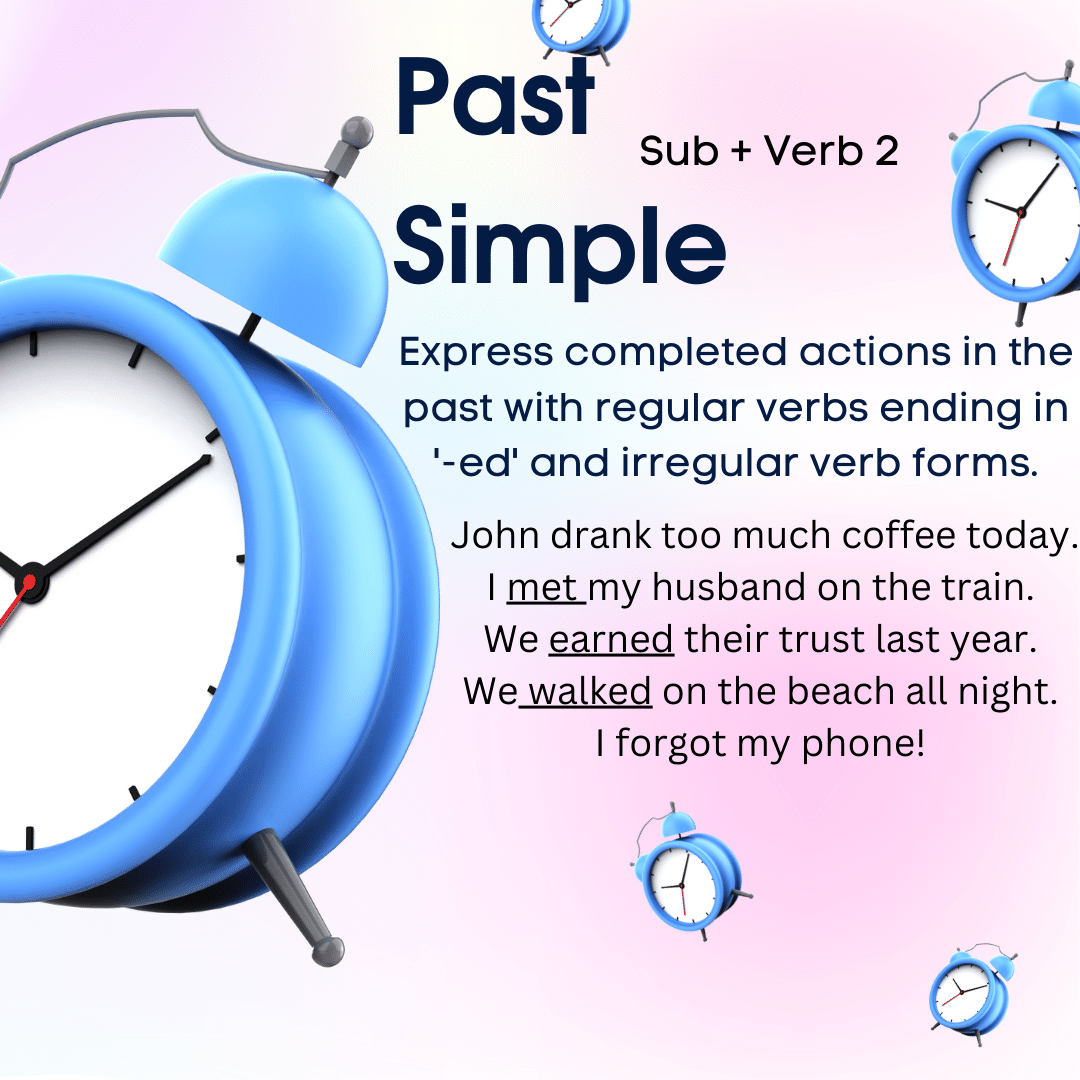 Past
Sub + Verb 2
Simple
Express completed actions in the
past with regular verbs ending in
'-ed' and irregular verb forms.
John drank too much coffee today.
I met my husband on the train.
We earned their trust last year.
We walked on the beach all night.
I forgot my phone!